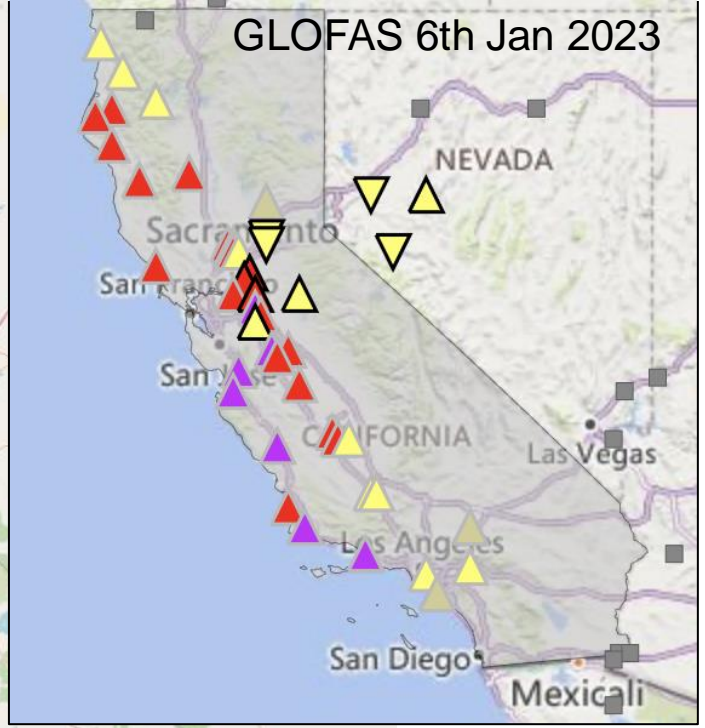 GLOFAS 6th Jan 2023
NEVADA
Sacramento
San Francisco
San Jose
CALIFORNIA
Las Vegas
Los Angeles
San Diego
Mexicali